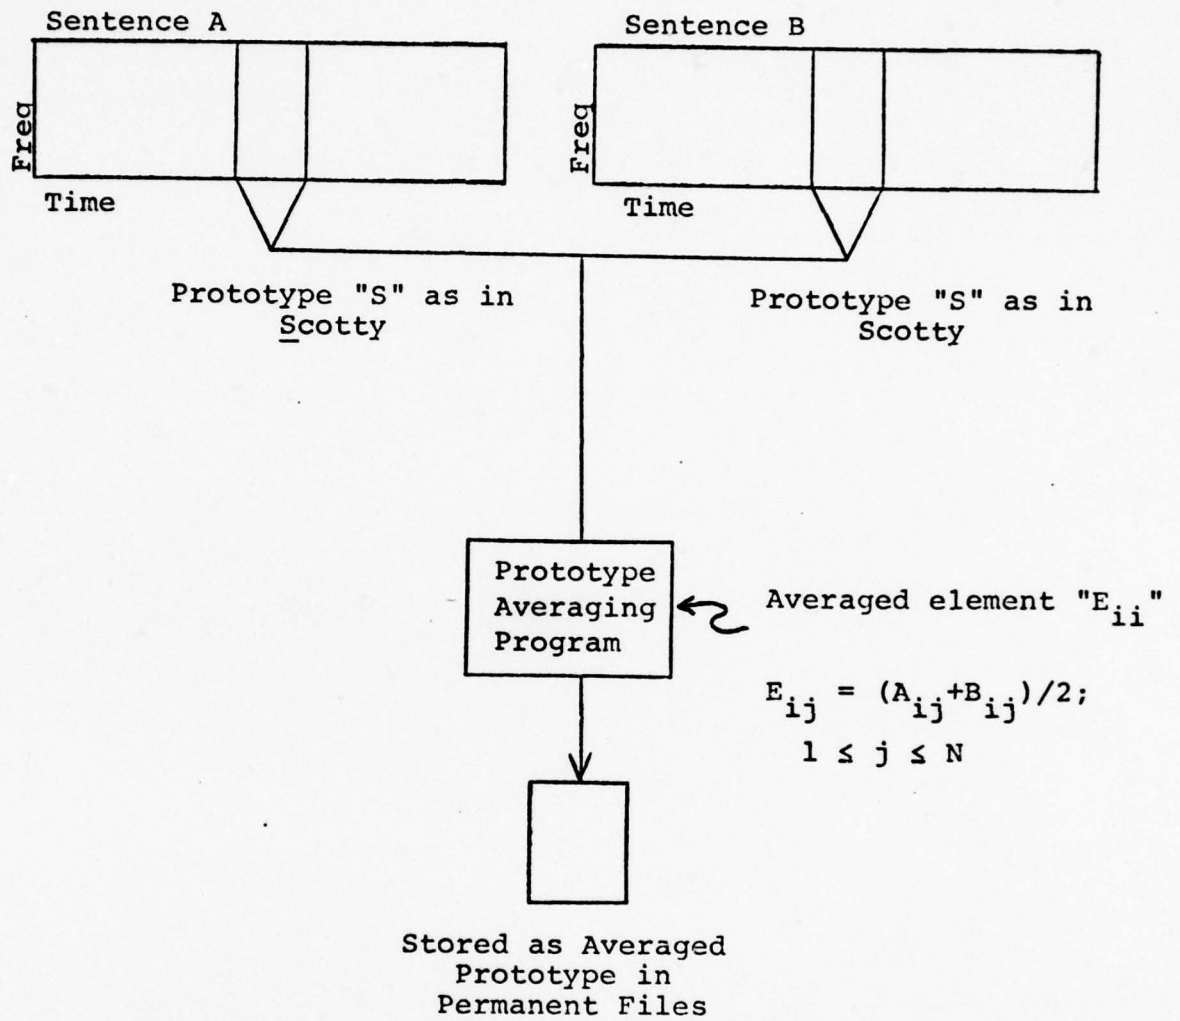 Sentence A
Freq
Time
Prototype "S" as in
Scotty
Sentence B
Freq
Time
Prototype "S" as in
Scotty
Prototype
Averaging
Program
Averaged element "E_ii"
E_ij = (A_ij+B_ij)/2;
1 ≤ j ≤ N
Stored as Averaged
Prototype in
Permanent Files